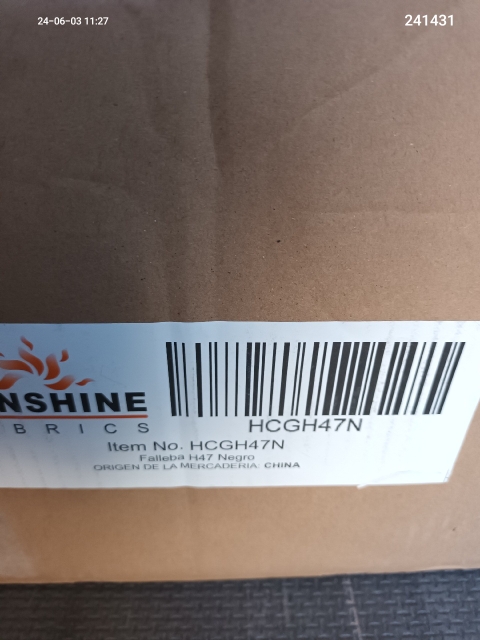 24-06-03 11:27
241431
NSHINE
BRICS
HCGH47N
Item No. HCGH47N
Falleba H47 Negro
ORIGEN DE LA MERCADERIA: CHINA